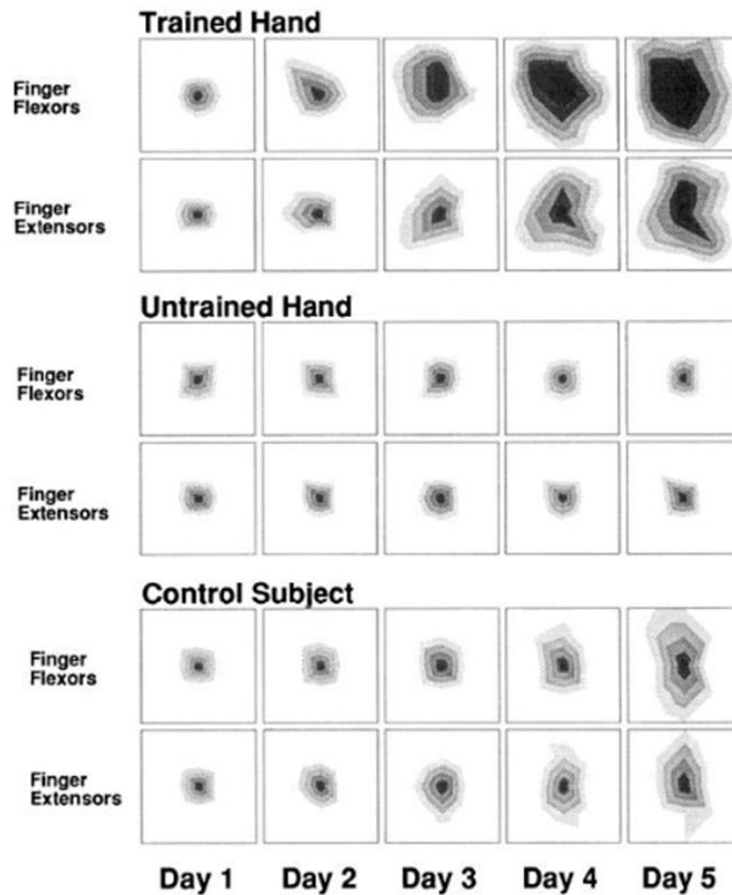 Trained Hand
Finger
Flexors
Finger
Extensors
Untrained Hand
Finger
Flexors
Finger
Extensors
Control Subject
Finger
Flexors
Finger
Extensors
Day 1 Day 2 Day 3 Day 4 Day 5